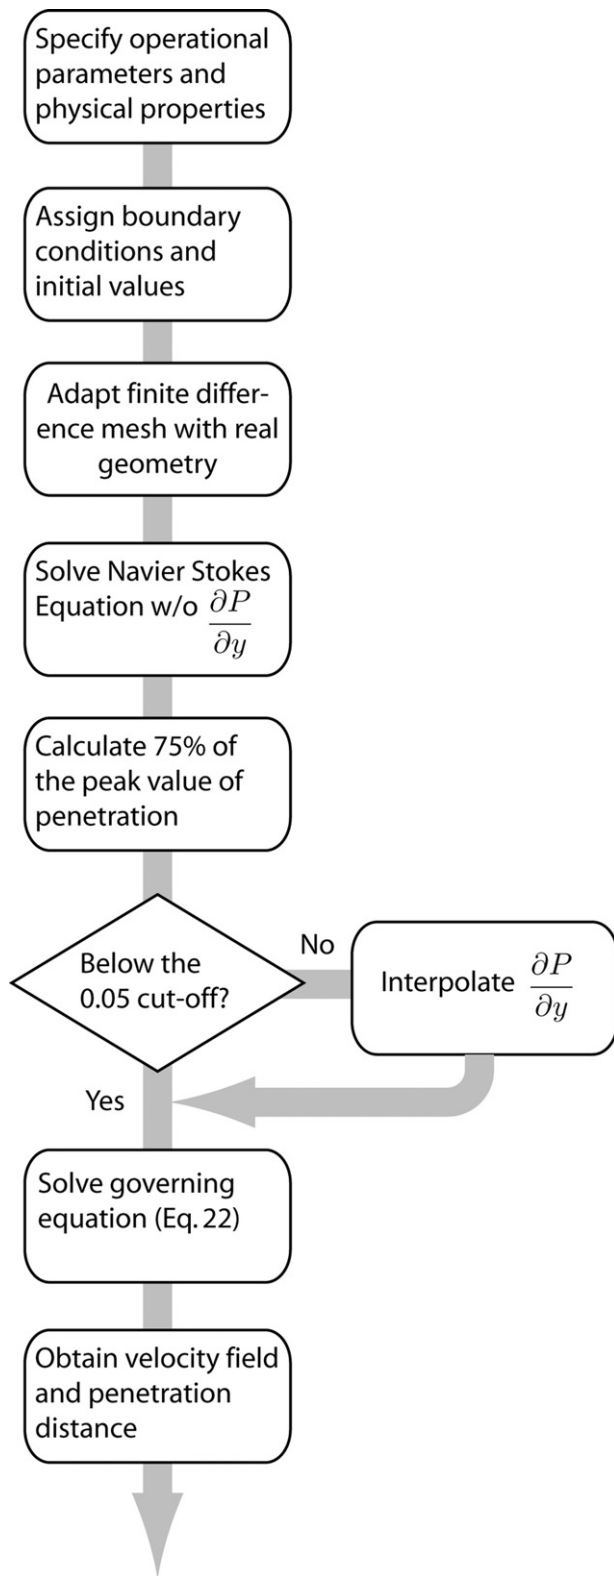 Specify operational
parameters and
physical properties
Assign boundary
conditions and
initial values
Adapt finite differ-
ence mesh with real
geometry
Solve Navier Stokes
Equation w/o ∂P/∂y
Calculate 75% of
the peak value of
penetration
Below the
0.05 cut-off?
No
Interpolate ∂P/∂y
Yes
Solve governing
equation (Eq. 22)
Obtain velocity field
and penetration
distance